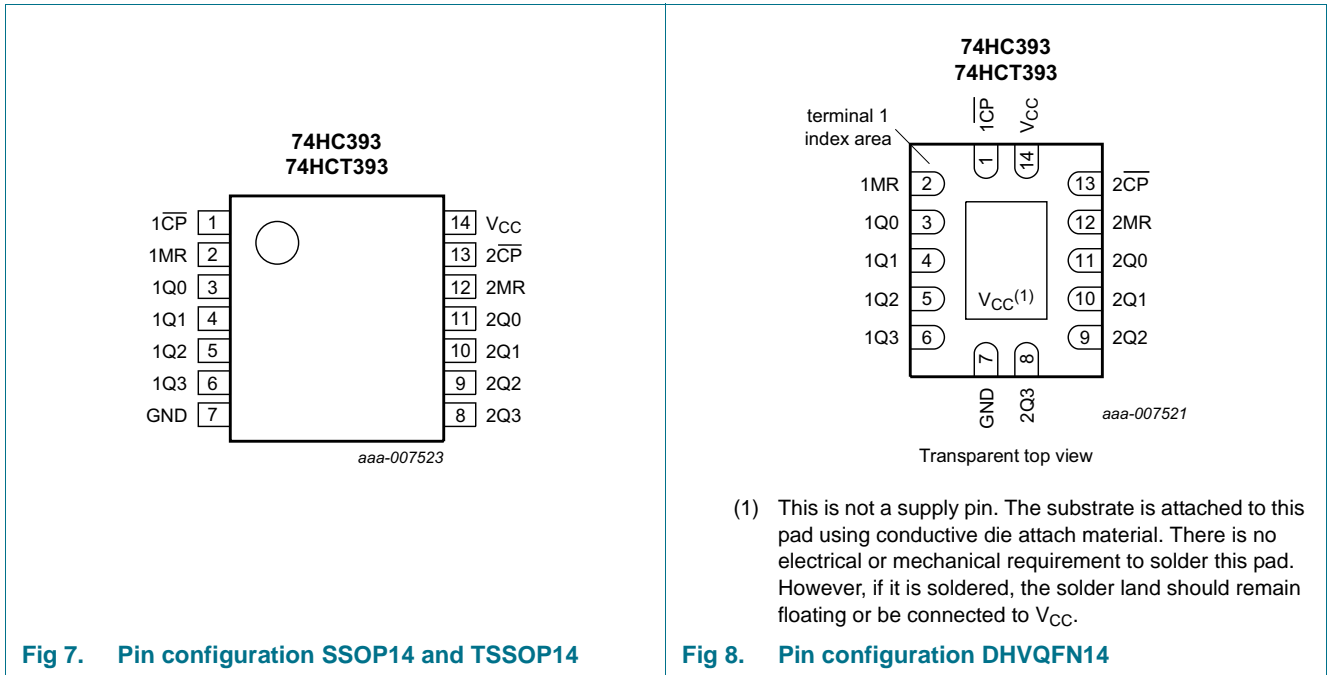 74HC393
74HCT393
1C̅P̅ 1
1MR 2
1Q0 3
1Q1 4
1Q2 5
1Q3 6
GND 7
14 VCC
13 2C̅P̅
12 2MR
11 2Q0
10 2Q1
9 2Q2
8 2Q3
aaa-007523
Fig 7. Pin configuration SSOP14 and TSSOP14
74HC393
74HCT393
terminal 1
index area
1̅C̅P VCC
1 14
1MR 2
1Q0 3
1Q1 4
1Q2 5
1Q3 6
13 2C̅P̅
12 2MR
11 2Q0
10 2Q1
9 2Q2
VCC(1)
7 8
GND 2Q3
aaa-007521
Transparent top view
(1) This is not a supply pin. The substrate is attached to this
pad using conductive die attach material. There is no
electrical or mechanical requirement to solder this pad.
However, if it is soldered, the solder land should remain
floating or be connected to VCC.
Fig 8. Pin configuration DHVQFN14